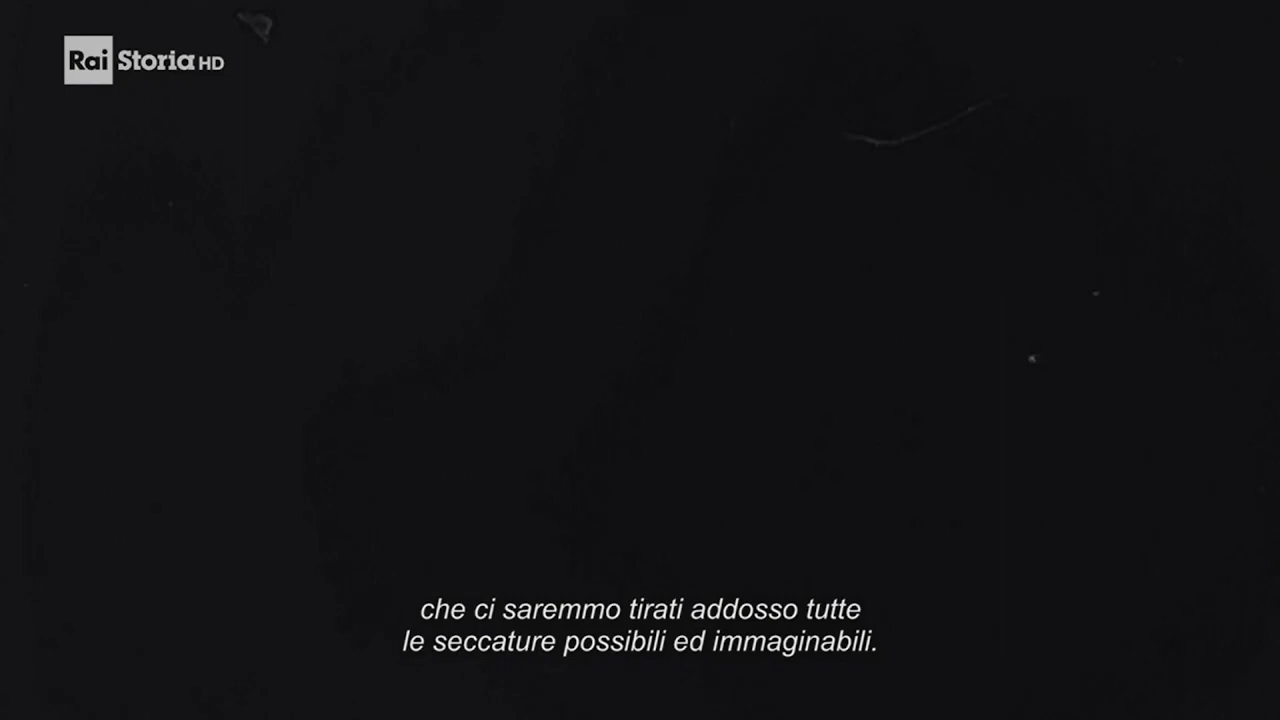 Rai Storia HD
che ci saremmo tirati addosso tutte
le seccature possibili ed immaginabili.